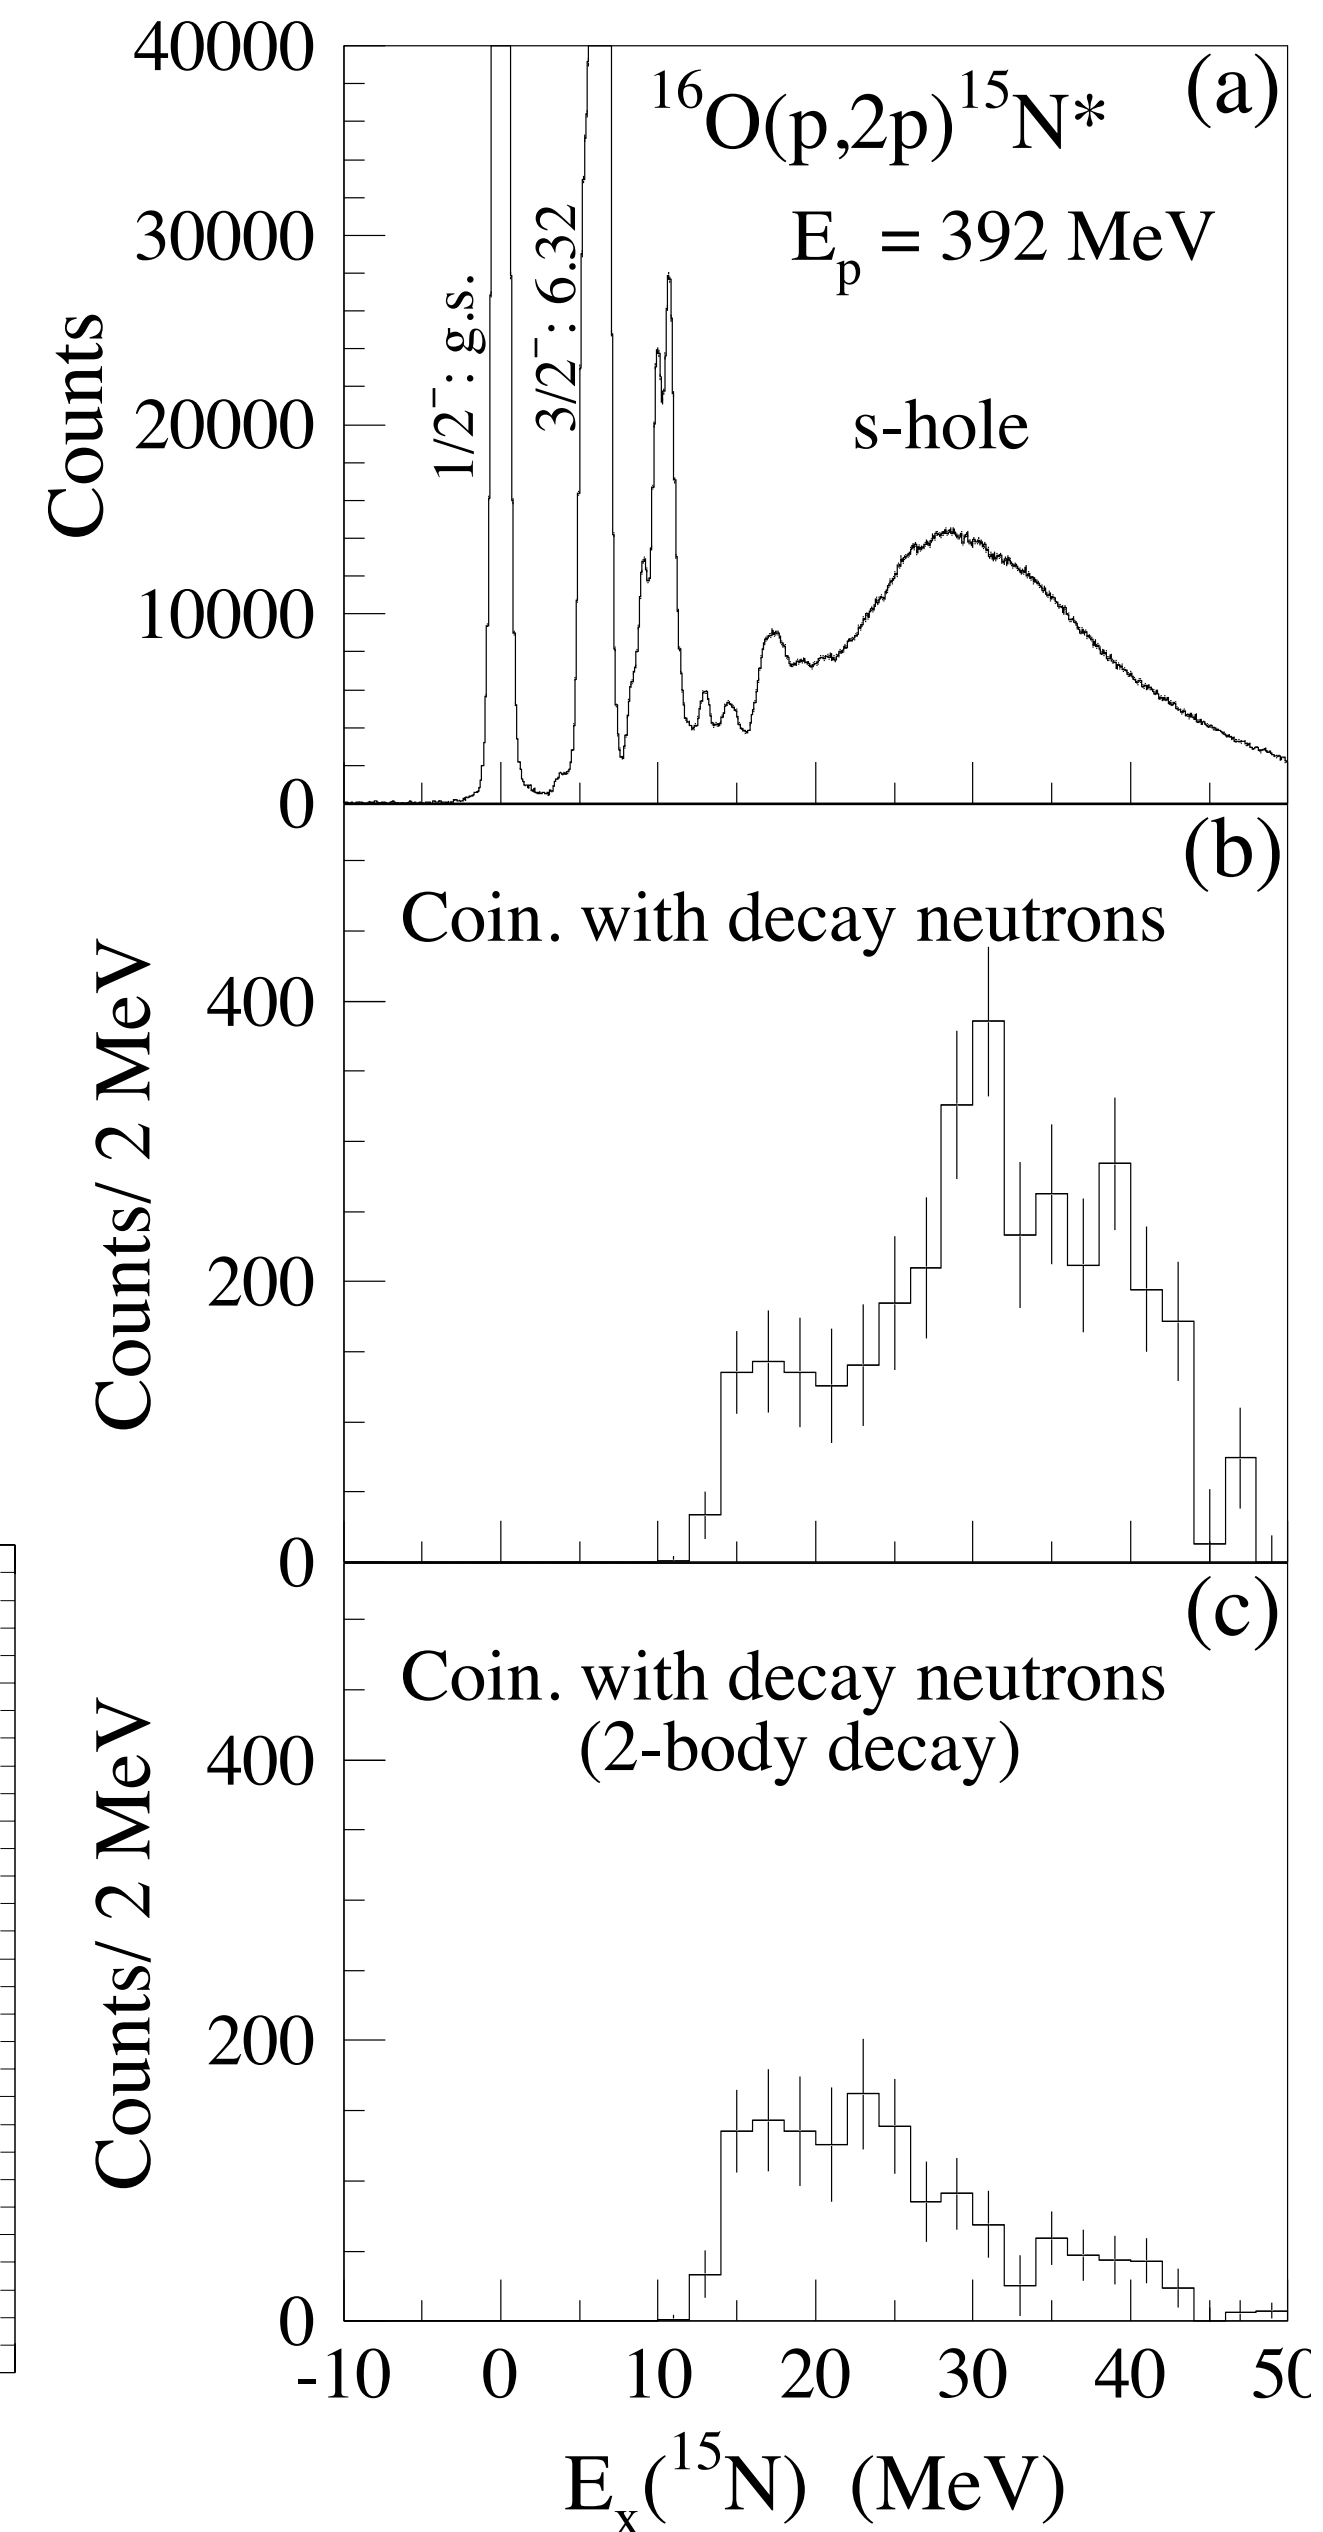 40000
30000
20000
10000
0
Counts
(a)
¹⁶O(p,2p)¹⁵N*
Eₚ = 392 MeV
1/2⁻: g.s.
3/2⁻: 6.32
s-hole
(b)
Coin. with decay neutrons
400
200
0
Counts/ 2 MeV
(c)
Coin. with decay neutrons
(2-body decay)
400
200
0
Counts/ 2 MeV
-10 0 10 20 30 40 50
Eₓ(¹⁵N) (MeV)